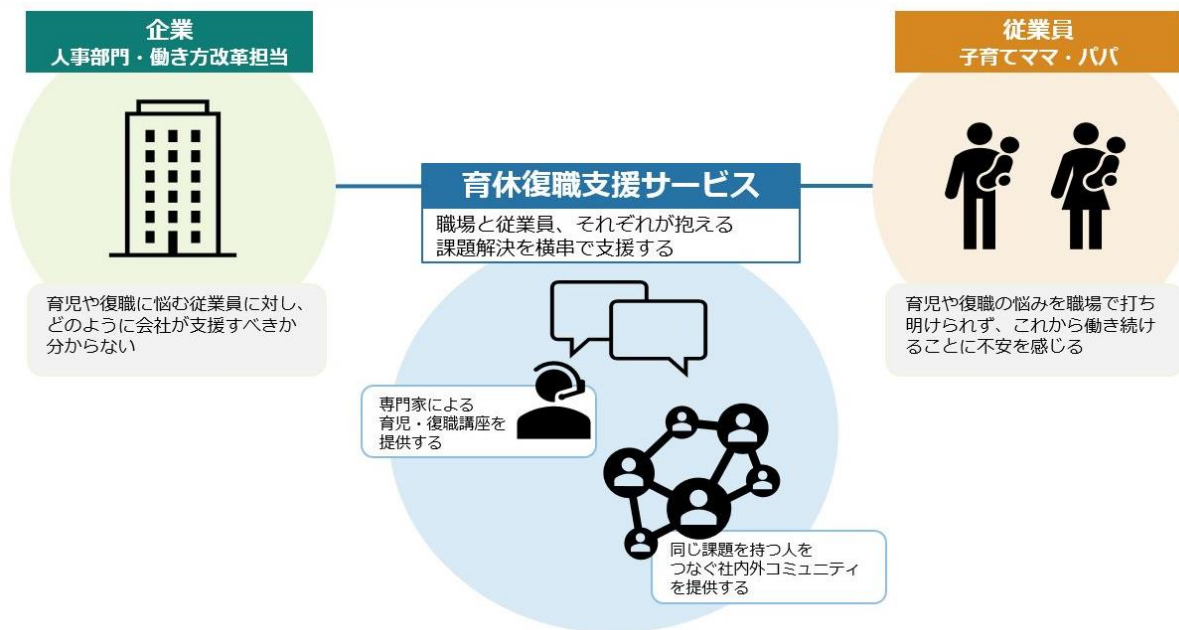 企業
人事部門・働き方改革担当
従業員
子育てママ・パパ
育休復職支援サービス
職場と従業員、それぞれが抱える
課題解決を横串で支援する
育児や復職に悩む従業員に対し、
どのように会社が支援すべきか
分からない
育児や復職の悩みを職場で打ち
明けられず、これから働き続け
ることに不安を感じる
専門家による
育児・復職講座を
提供する
同じ課題を持つ人を
つなぐ社内外コミュニティ
を提供する